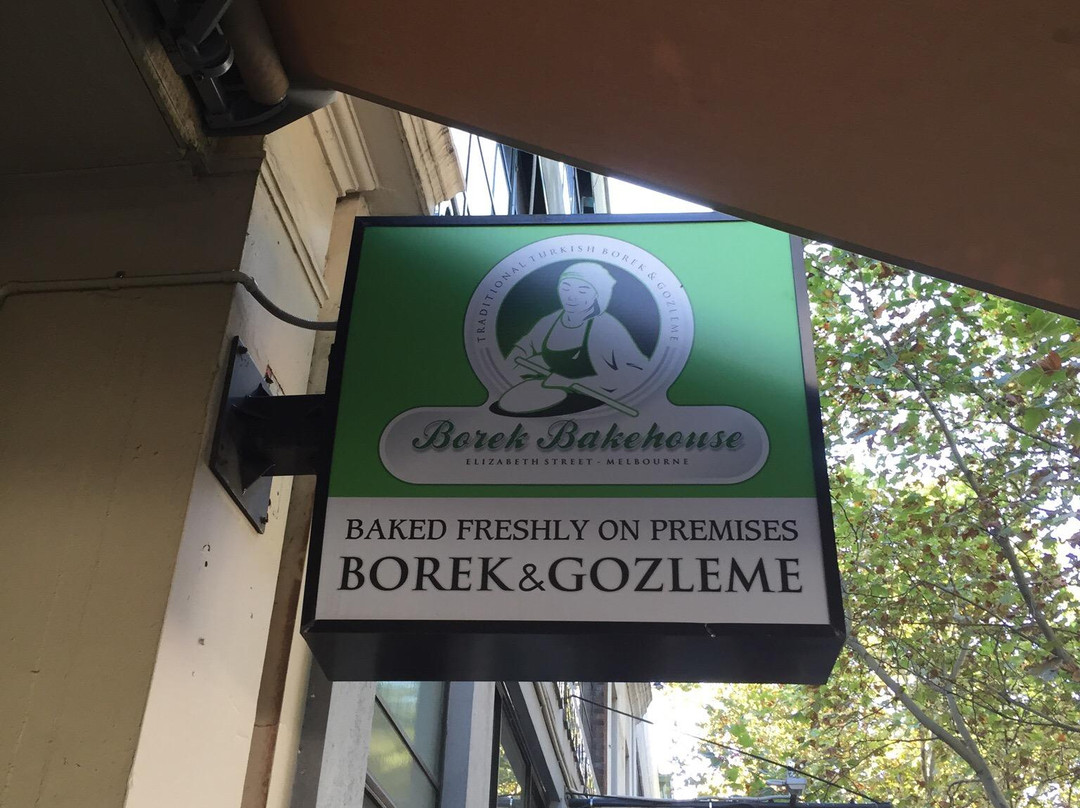 TRADITIONAL TURKISH BOREK & GOZLEME
Borek Bakehouse
ELIZABETH STREET - MELBOURNE
BAKED FRESHLY ON PREMISES
BOREK & GOZLEME